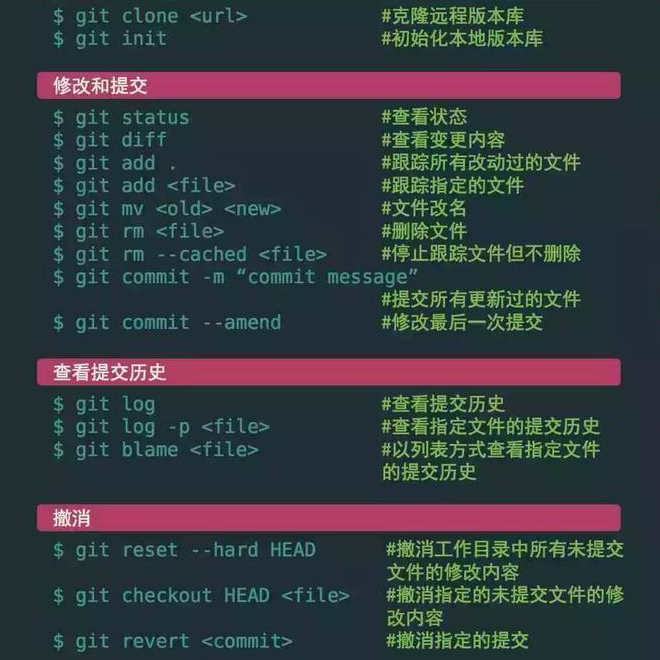 $ git clone <url> #克隆远程版本库
$ git init #初始化本地版本库
修改和提交
$ git status #查看状态
$ git diff #查看变更内容
$ git add . #跟踪所有改动过的文件
$ git add <file> #跟踪指定的文件
$ git mv <old> <new> #文件改名
$ git rm <file> #删除文件
$ git rm --cached <file> #停止跟踪文件但不删除
$ git commit -m “commit message”
#提交所有更新过的文件
$ git commit --amend #修改最后一次提交
查看提交历史
$ git log #查看提交历史
$ git log -p <file> #查看指定文件的提交历史
$ git blame <file> #以列表方式查看指定文件
的提交历史
撤消
$ git reset --hard HEAD #撤消工作目录中所有未提交
文件的修改内容
$ git checkout HEAD <file> #撤消指定的未提交文件的修
改内容
$ git revert <commit> #撤消指定的提交